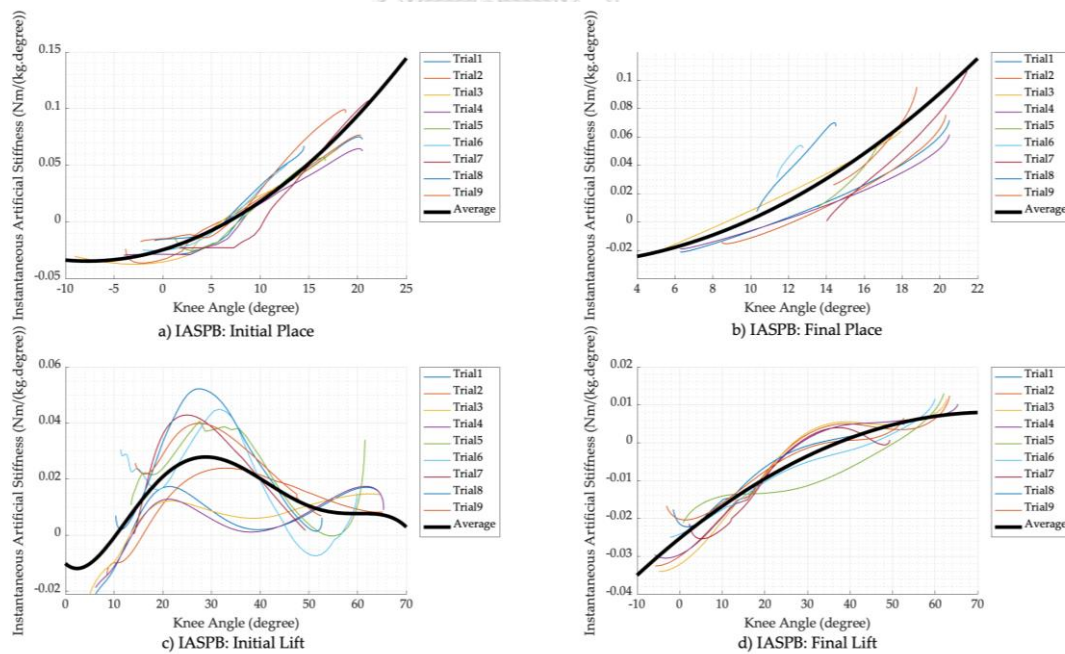 Instantaneous Artificial Stiffness (Nm/(kg.degree))
0.15
0.1
0.05
0
-0.05
-10
-5
0
5
10
15
20
25
Knee Angle (degree)
Trial1
Trial2
Trial3
Trial4
Trial5
Trial6
Trial7
Trial8
Trial9
Average
a) IASPB: Initial Place
Instantaneous Artificial Stiffness (Nm/(kg.degree))
0.1
0.08
0.06
0.04
0.02
0
-0.02
4
6
8
10
12
14
16
18
20
22
Knee Angle (degree)
Trial1
Trial2
Trial3
Trial4
Trial5
Trial6
Trial7
Trial8
Trial9
Average
b) IASPB: Final Place
Instantaneous Artificial Stiffness (Nm/(kg.degree))
0.06
0.04
0.02
0
-0.02
0
10
20
30
40
50
60
70
Knee Angle (degree)
Trial1
Trial2
Trial3
Trial4
Trial5
Trial6
Trial7
Trial8
Trial9
Average
c) IASPB: Initial Lift
Instantaneous Artificial Stiffness (Nm/(kg.degree))
0.02
0.01
0
-0.01
-0.02
-0.03
-0.04
-10
0
10
20
30
40
50
60
70
Knee Angle (degree)
Trial1
Trial2
Trial3
Trial4
Trial5
Trial6
Trial7
Trial8
Trial9
Average
d) IASPB: Final Lift